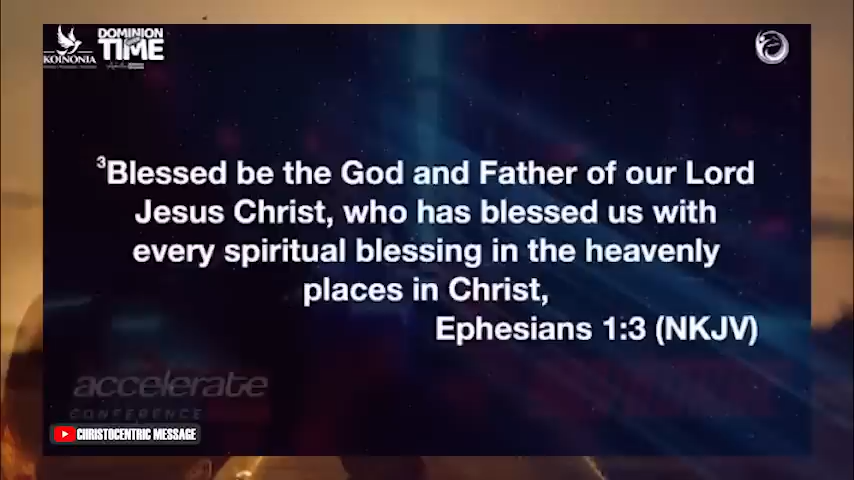 KOINONIA
DOMINION
TIME
³Blessed be the God and Father of our Lord
Jesus Christ, who has blessed us with
every spiritual blessing in the heavenly
places in Christ,
Ephesians 1:3 (NKJV)
accelerate
CONFERENCE
CHRISTOCENTRIC MESSAGE